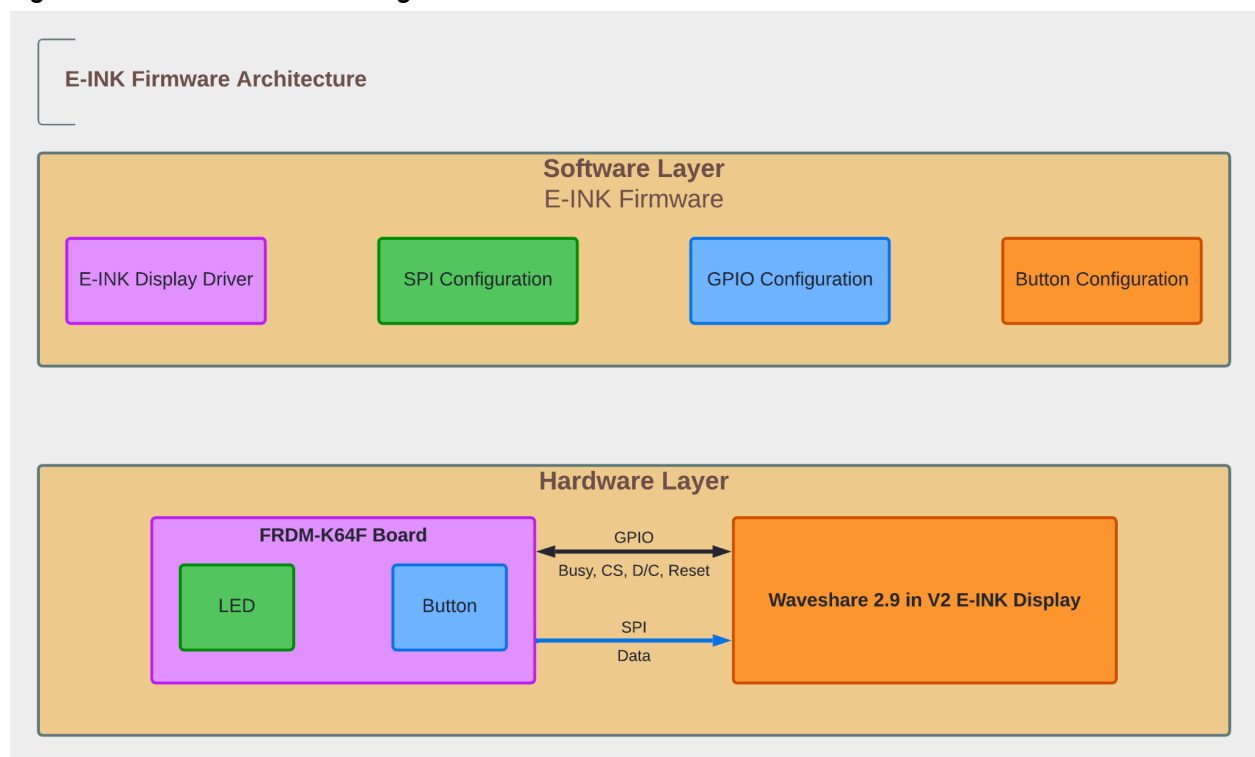 E-INK Firmware Architecture
Software Layer
E-INK Firmware
E-INK Display Driver
SPI Configuration
GPIO Configuration
Button Configuration
Hardware Layer
FRDM-K64F Board
LED
Button
GPIO
Busy, CS, D/C, Reset
SPI
Data
Waveshare 2.9 in V2 E-INK Display